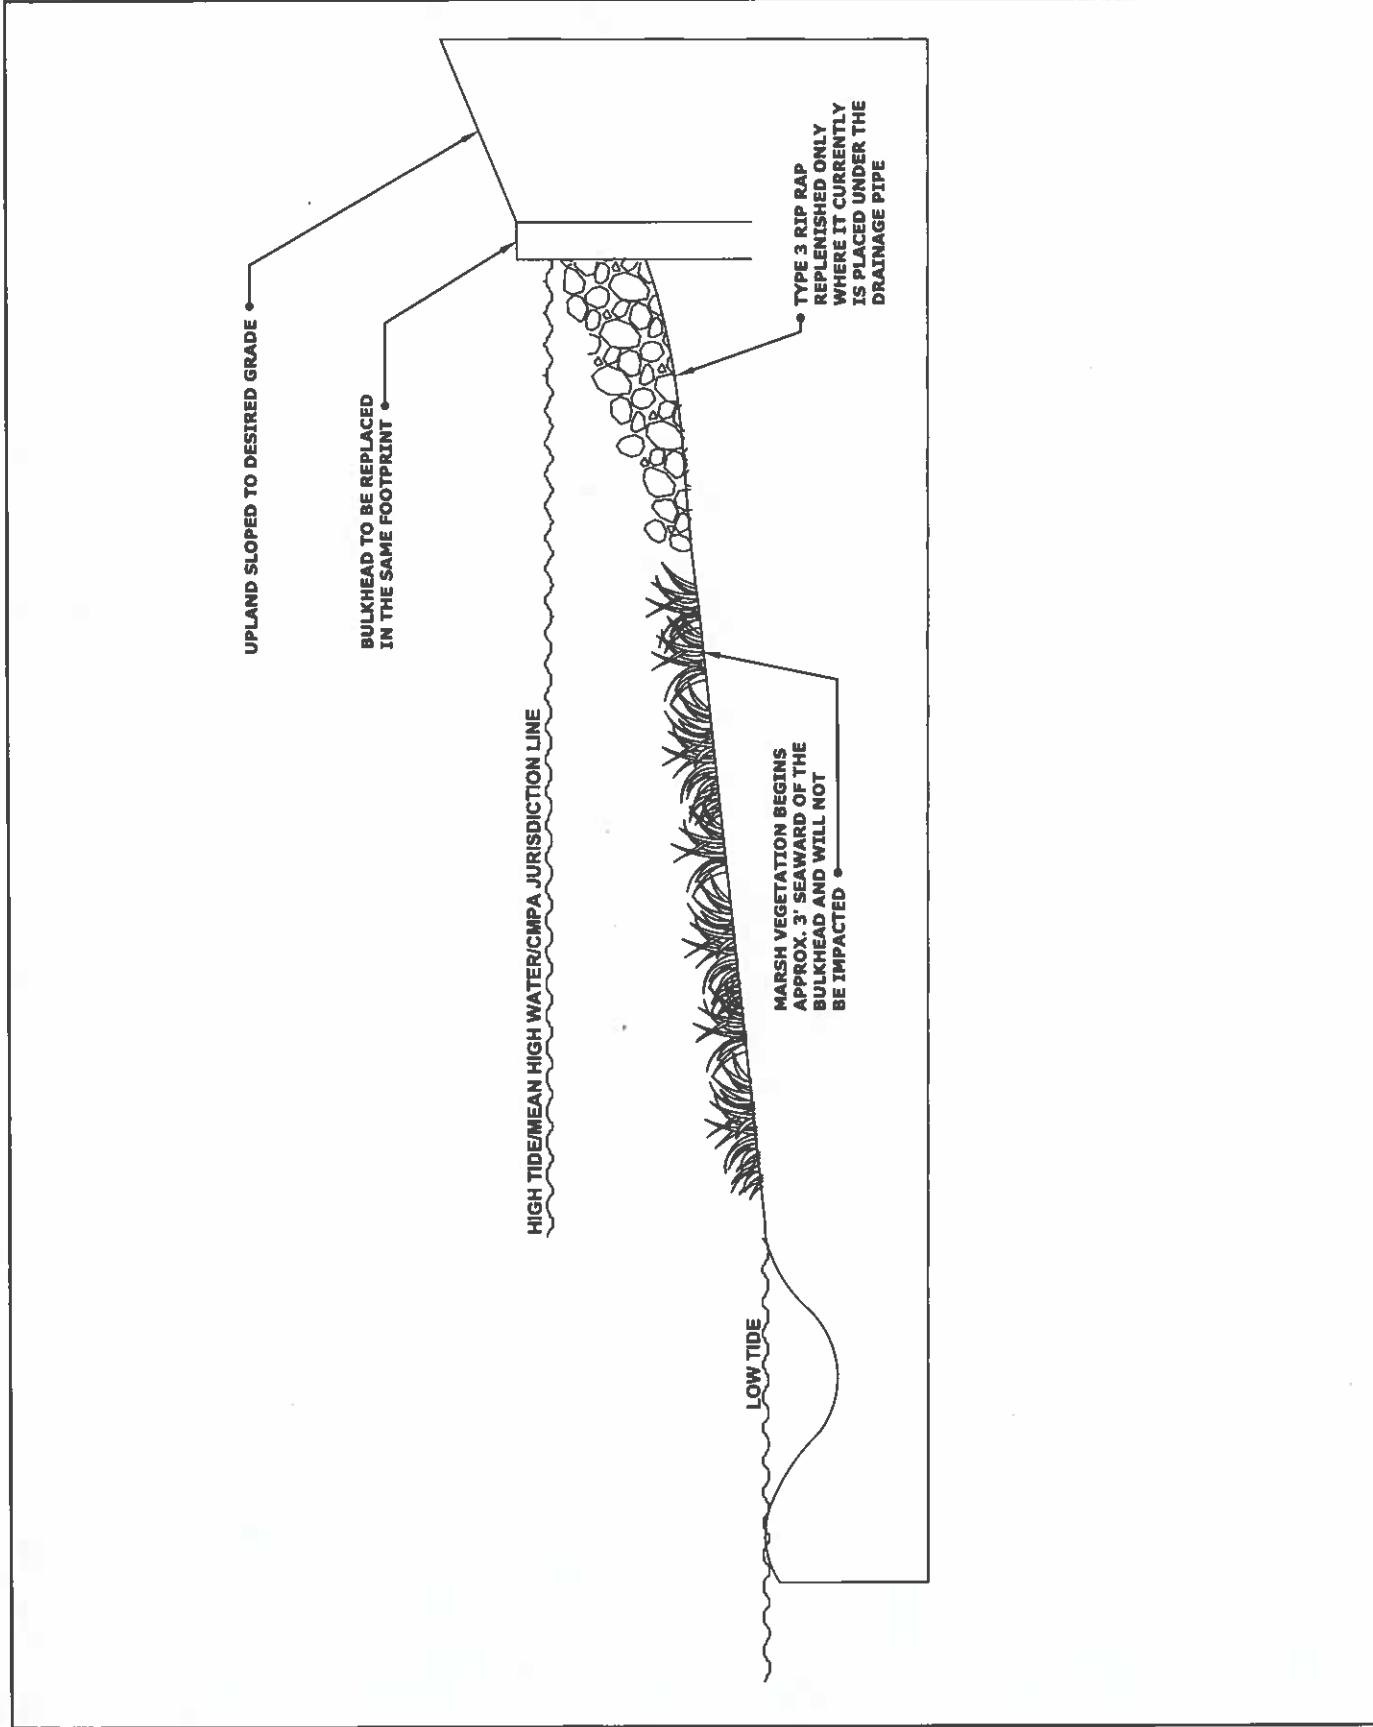 UPLAND SLOPED TO DESIRED GRADE
BULKHEAD TO BE REPLACED
IN THE SAME FOOTPRINT
HIGH TIDE/MEAN HIGH WATER/CMPA JURISDICTION LINE
LOW TIDE
MARSH VEGETATION BEGINS
APPROX. 3' SEAWARD OF THE
BULKHEAD AND WILL NOT
BE IMPACTED
TYPE 3 RIP RAP
REPLENISHED ONLY
WHERE IT CURRENTLY
IS PLACED UNDER THE
DRAINAGE PIPE